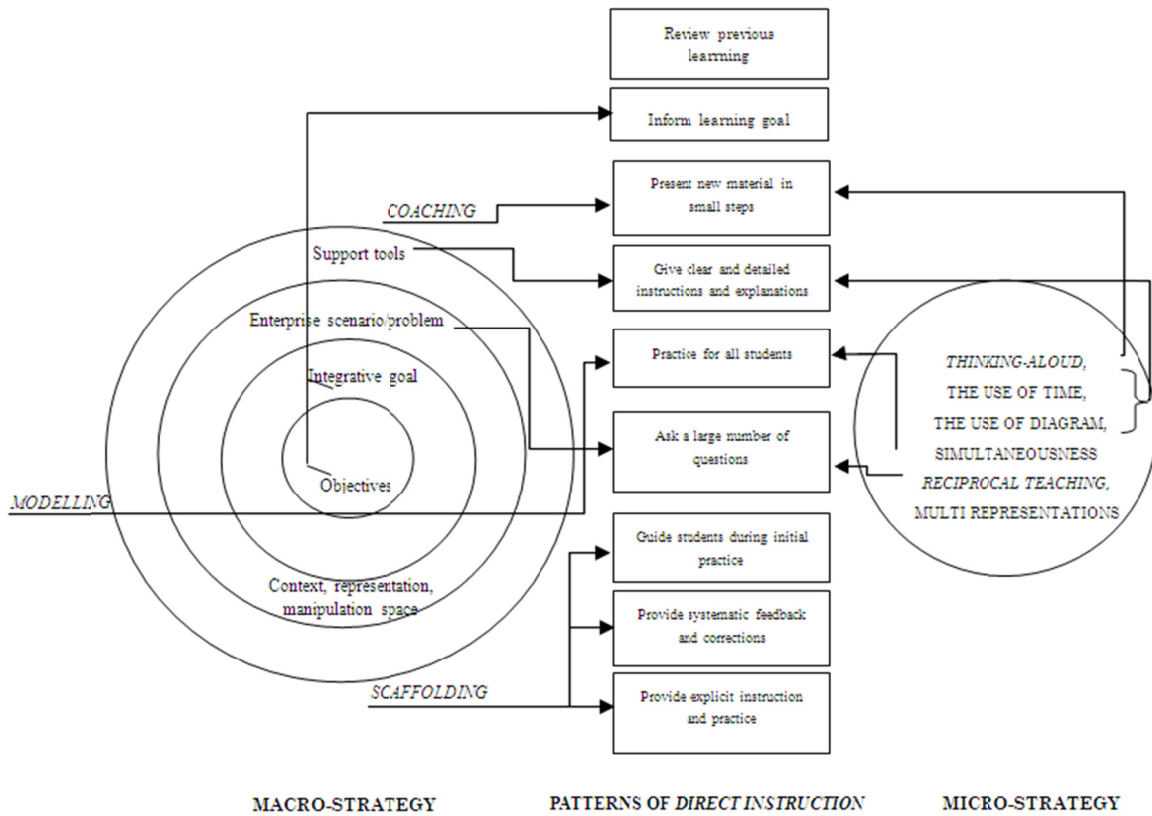 Review previous
learrning
Inform learning goal
Present new material in
small steps
COACHING
Support tools
Give clear and detailed
instructions and explanations
Enterprise scenario/problem
Practice for all students
THINKING-ALOUD,
THE USE OF TIME,
THE USE OF DIAGRAM,
SIMULTANEOUSNESS
RECIPROCAL TEACHING,
MULTI REPRESENTATIONS
Integrative goal
Ask a large number of
questions
Objectives
MODELLING
Guide students during initial
practice
Context, representation,
manipulation space
Provide systematic feedback
and corrections
SCAFFOLDING
Provide explicit instruction
and practice
MACRO-STRATEGY
PATTERNS OF DIRECT INSTRUCTION
MICRO-STRATEGY